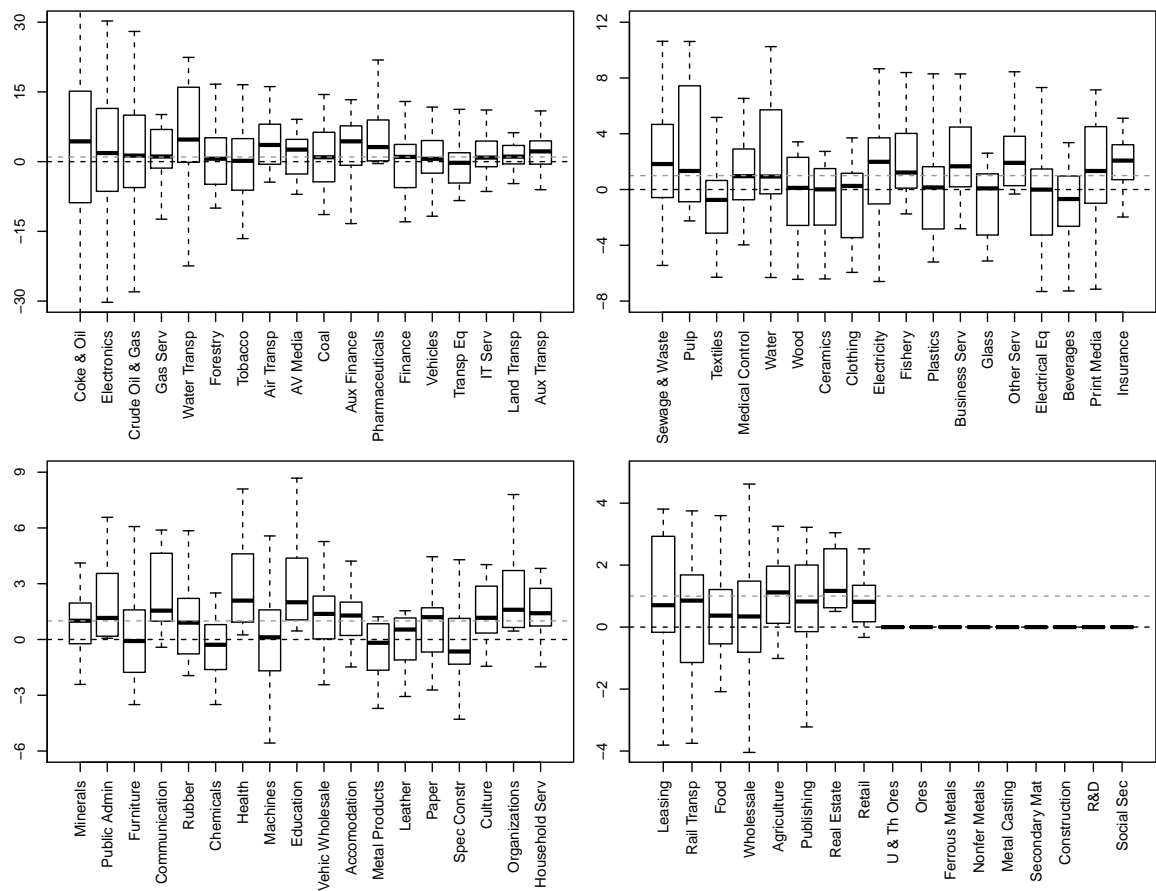 30
15
0
−15
−30
Coke & Oil
Electronics
Crude Oil & Gas
Gas Serv
Water Transp
Forestry
Tobacco
Air Transp
AV Media
Coal
Aux Finance
Pharmaceuticals
Finance
Vehicles
Transp Eq
IT Serv
Land Transp
Aux Transp
12
8
4
0
−4
−8
Sewage & Waste
Pulp
Textiles
Medical Control
Water
Wood
Ceramics
Clothing
Electricity
Fishery
Plastics
Business Serv
Glass
Other Serv
Electrical Eq
Beverages
Print Media
Insurance
9
6
3
0
−3
−6
Minerals
Public Admin
Furniture
Communication
Rubber
Chemicals
Health
Machines
Education
Vehic Wholesale
Accomodation
Metal Products
Leather
Paper
Spec Constr
Culture
Organizations
Household Serv
4
2
0
−2
−4
Leasing
Rail Transp
Food
Wholessale
Agriculture
Publishing
Real Estate
Retail
U & Th Ores
Ores
Ferrous Metals
Nonfer Metals
Metal Casting
Secondary Mat
Construction
R&D
Social Sec